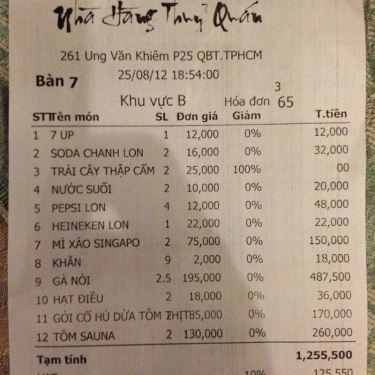 Nhà Hàng Thuỷ Quán
261 Ung Văn Khiêm P25 QBT.TPHCM
25/08/12 18:54:00
Bàn 7
3
Khu vực B Hóa đơn 65
STT Tên món SL Đơn giá Giảm T.tiền
1 7 UP 1 12,000 0% 12,000
2 SODA CHANH LON 2 16,000 0% 32,000
3 TRÁI CÂY THẬP CẨM 2 25,000 100% 00
4 NƯỚC SUỐI 2 10,000 0% 20,000
5 PEPSI LON 4 12,000 0% 48,000
6 HEINEKEN LON 1 22,000 0% 22,000
7 MÌ XÀO SINGAPO 2 75,000 0% 150,000
8 KHĂN 9 2,000 0% 18,000
9 GÀ NÒI 2.5 195,000 0% 487,500
10 HẠT ĐIỀU 2 18,000 0% 36,000
11 GỎI CỔ HỦ DỪA TÔM THỊT 85,000 0% 170,000
12 TÔM SAUNA 2 130,000 0% 260,000
Tạm tính 1,255,500
10% 125,550